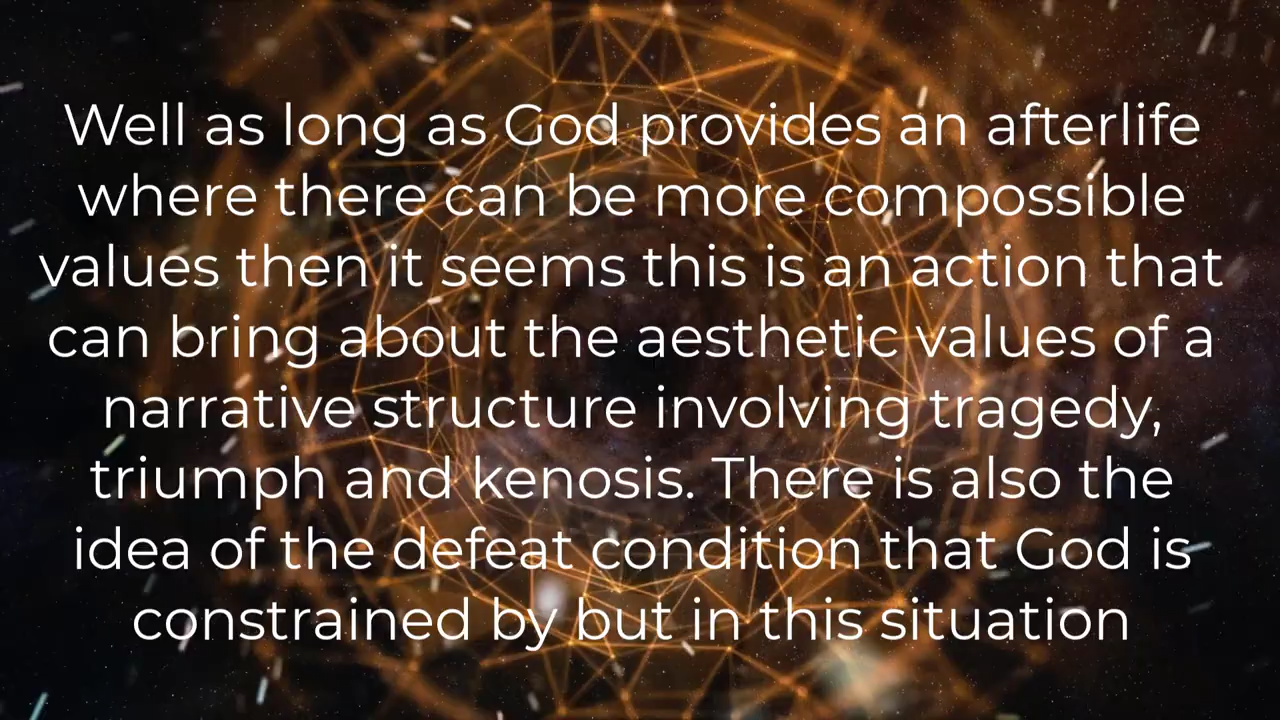 Well as long as God provides an afterlife
where there can be more compossible
values then it seems this is an action that
can bring about the aesthetic values of a
narrative structure involving tragedy,
triumph and kenosis. There is also the
idea of the defeat condition that God is
constrained by but in this situation